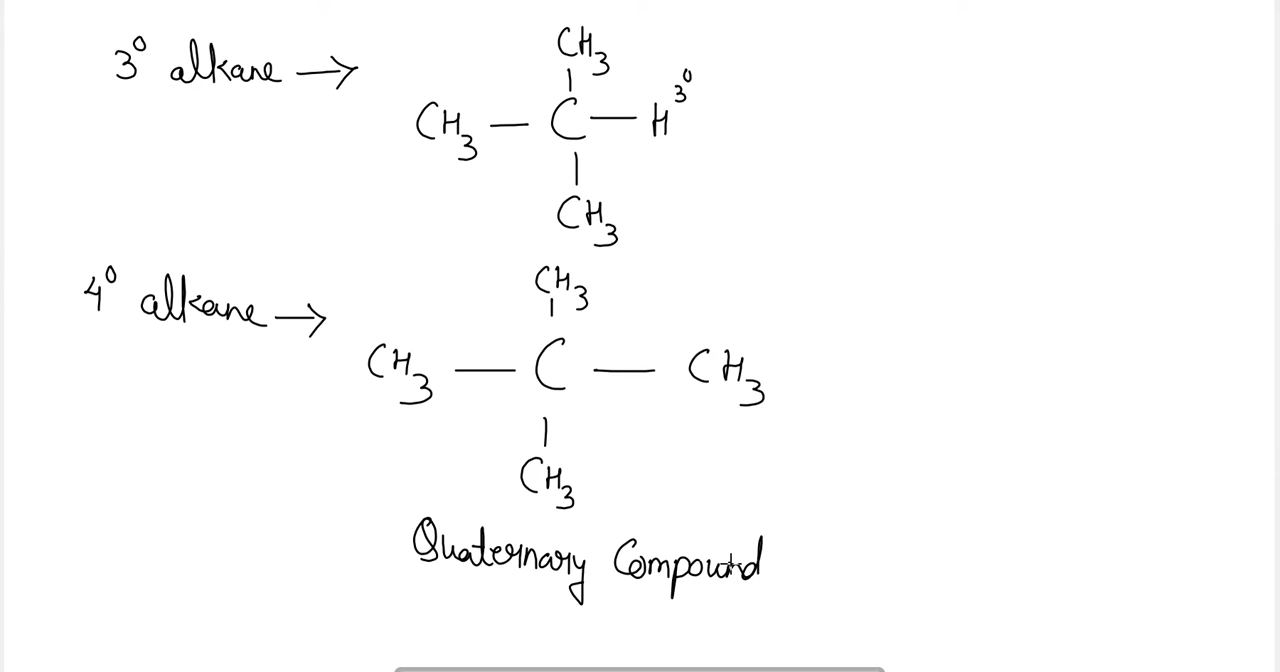 3° alkane →
CH3
CH3 — C — H 3°
CH3
4° alkane →
CH3
CH3 — C — CH3
CH3
Quaternary Compound